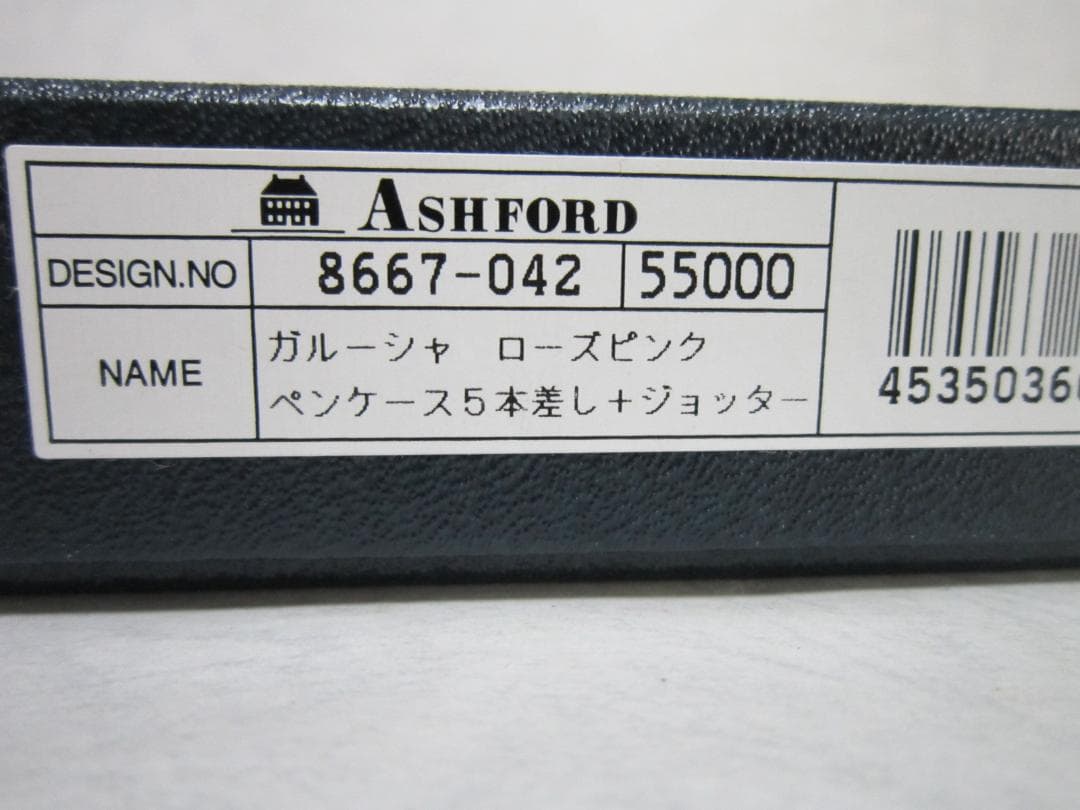 ASHFORD
DESIGN.NO 8667-042 55000
NAME
ガルーシャ ローズピンク
ペンケース5本差し+ジョッター
4535036